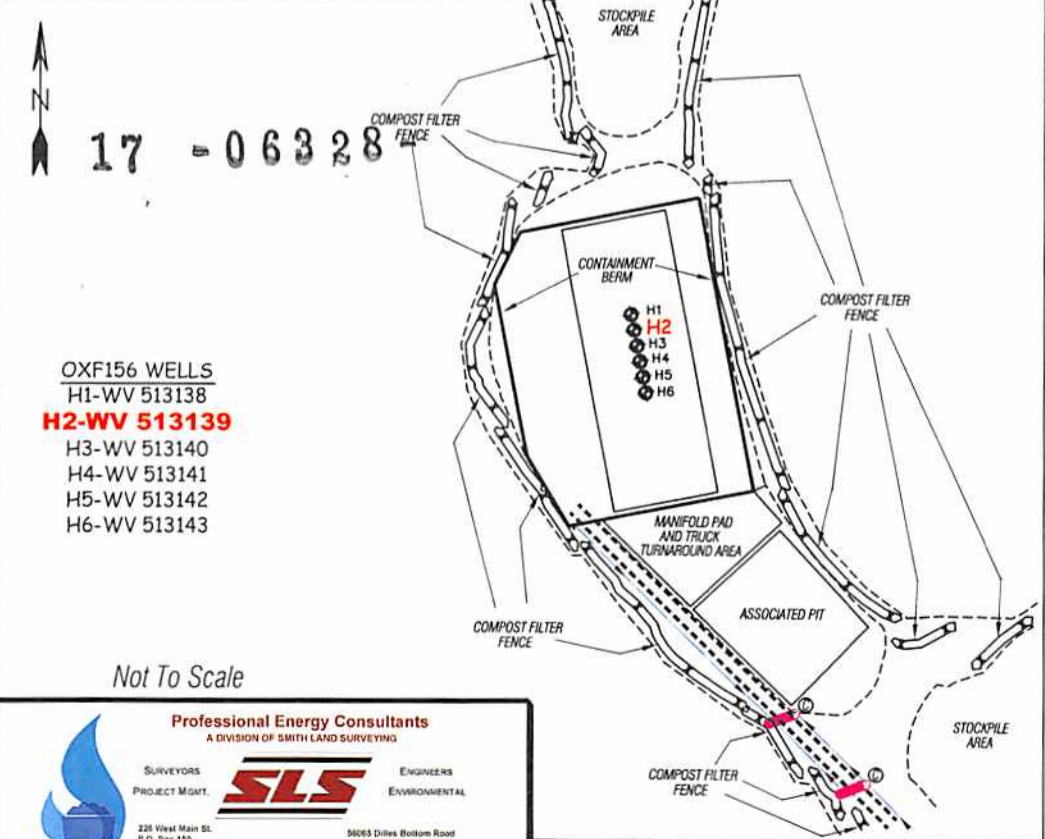 STOCKPILE
AREA
N
17 - 06328
COMPOST FILTER
FENCE
CONTAINMENT
BERM
H1
H2
H3
H4
H5
H6
COMPOST FILTER
FENCE
OXF156 WELLS
H1-WV 513138
H2-WV 513139
H3-WV 513140
H4-WV 513141
H5-WV 513142
H6-WV 513143
MANIFOLD PAD
AND TRUCK
TURNAROUND AREA
ASSOCIATED PIT
COMPOST FILTER
FENCE
Not To Scale
C
STOCKPILE
AREA
C
COMPOST FILTER
FENCE
Professional Energy Consultants
A DIVISION OF SMITH LAND SURVEYING
SURVEYORS
PROJECT MGMT.
SLS
ENGINEERS
ENVIRONMENTAL
226 West Main St.
56065 Dilles Bottom Road